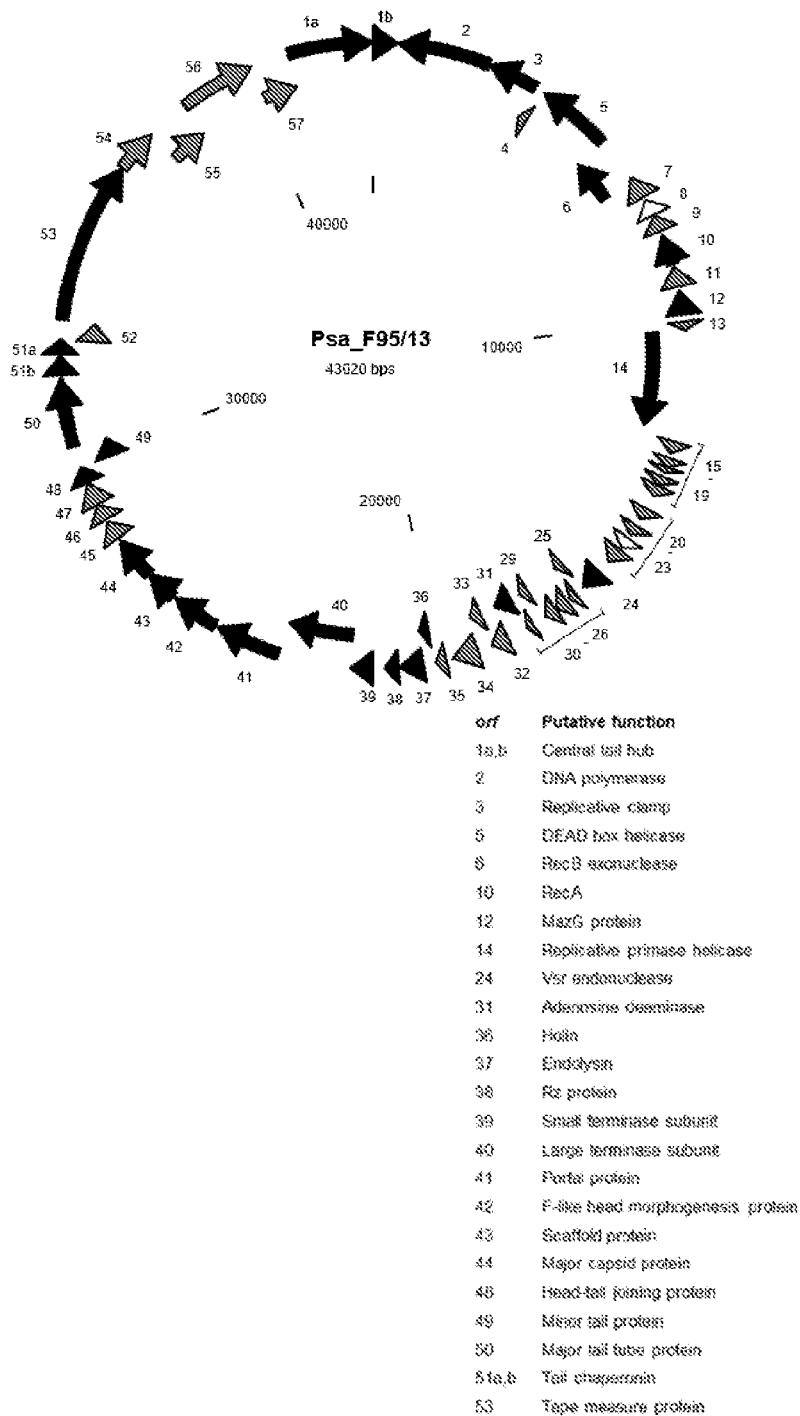 1a
1b
2
3
4
5
6
7
8
9
10
11
12
13
14
15
-
19
20
-
23
24
25
26
-
30
29
31
32
33
34
35
36
37
38
39
40
41
42
43
44
45
46
47
48
49
50
51b
51a
52
53
54
55
56
57
40000
10000
20000
30000
Psa_F95/13
43020 bps
orf Putative function
1a,b Central tail hub
2 DNA polymerase
3 Replicative clamp
5 DEAD box helicase
6 RecB exonuclease
10 RecA
12 MazG protein
14 Replicative primase helicase
24 Vsr endonuclease
31 Adenosine deaminase
36 Holin
37 Endolysin
38 Rz protein
39 Small terminase subunit
40 Large terminase subunit
41 Portal protein
42 F-like head morphogenesis protein
43 Scaffold protein
44 Major capsid protein
48 Head-tail joining protein
49 Minor tail protein
50 Major tail tube protein
51a,b Tail chaperonin
53 Tape measure protein